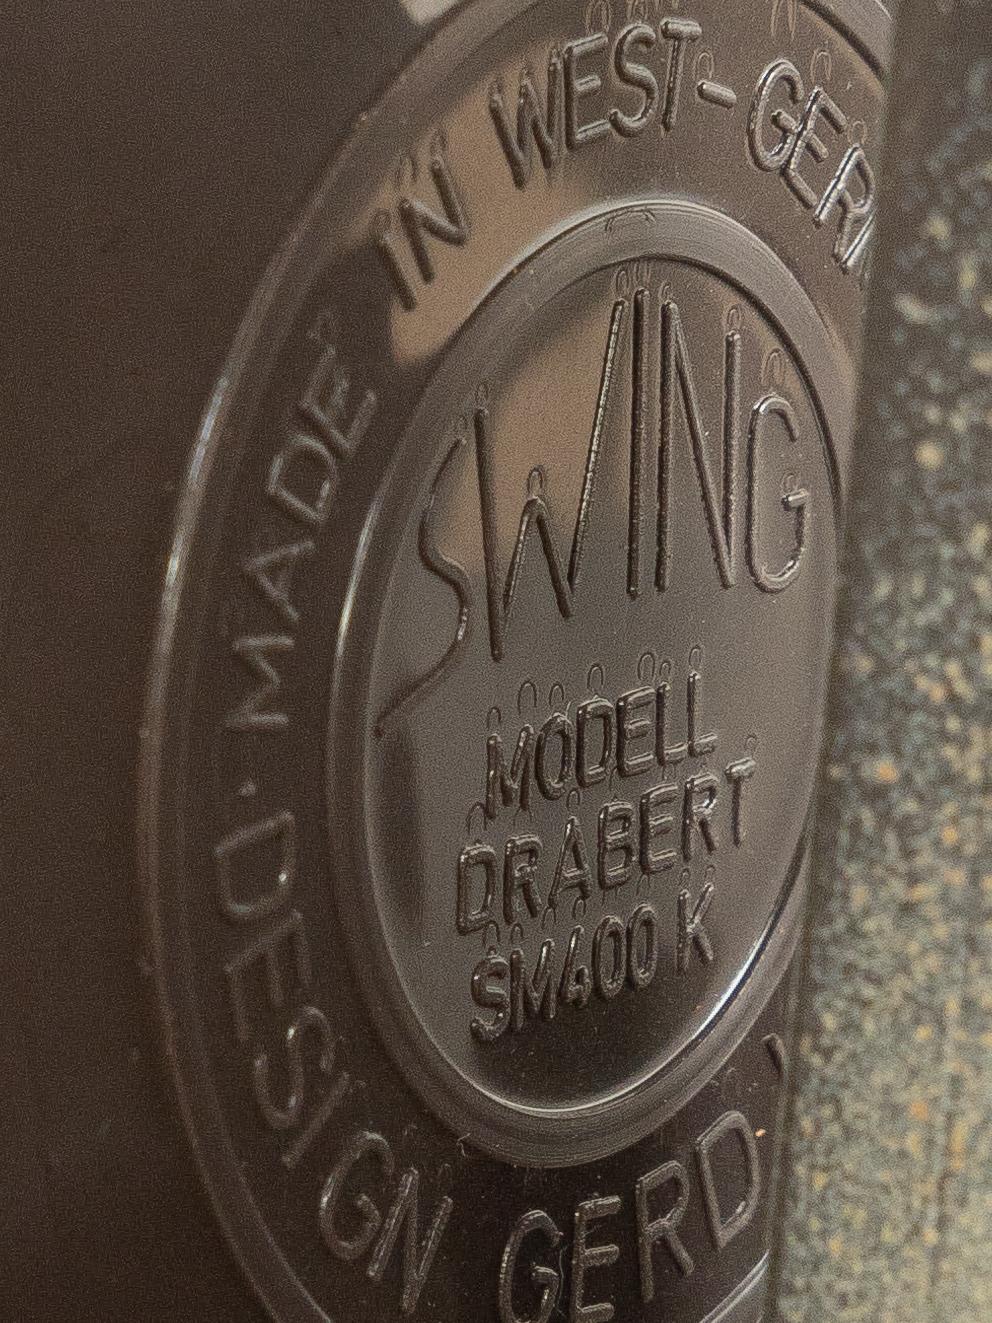 SWING
MODELL
DRABERT
SM400 K
MADE IN WEST-GER
DESIGN GERD